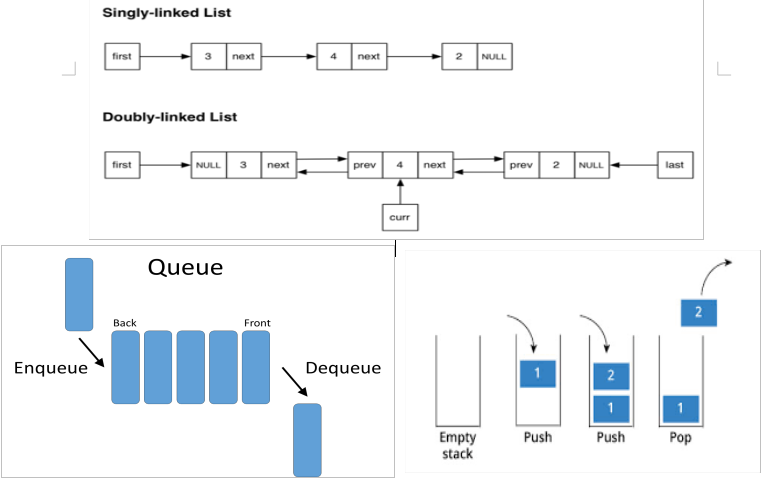 Singly-linked List
first 3 next 4 next 2 NULL
Doubly-linked List
first NULL 3 next prev 4 next prev 2 NULL last
curr
Queue
Back Front
Enqueue Dequeue
2
1 2
1 1
Empty Push Push Pop
stack